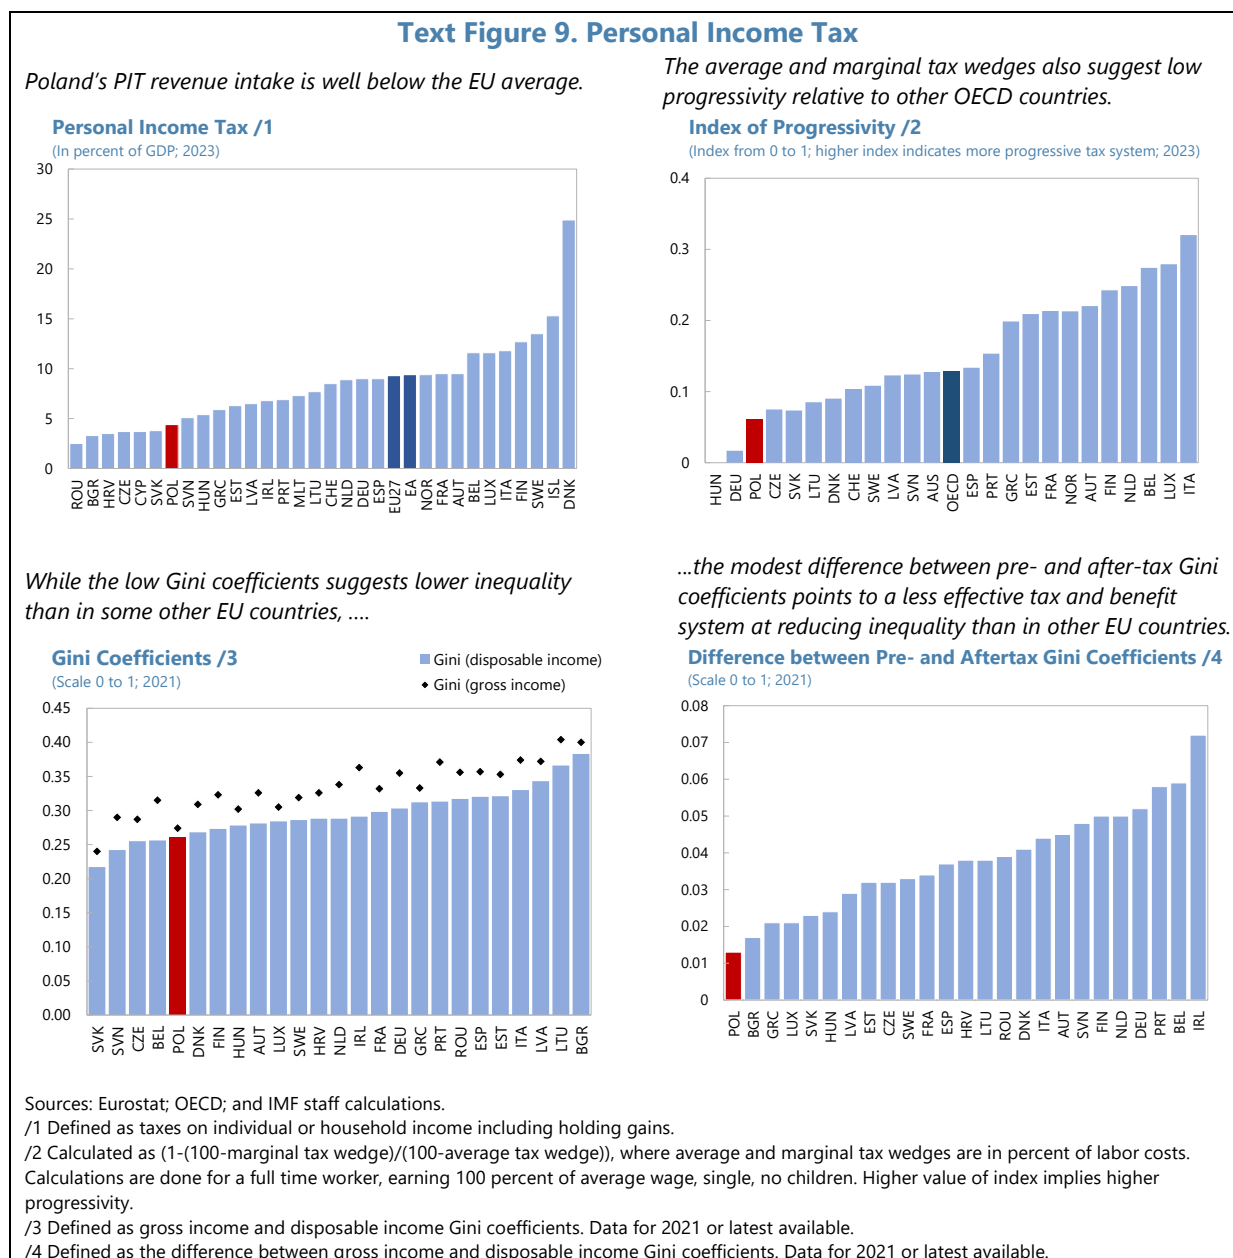 Text Figure 9. Personal Income Tax
Poland's PIT revenue intake is well below the EU average.
Personal Income Tax /1
(In percent of GDP; 2023)
30
25
20
15
10
5
0
ROU BGR HRV CZE CYP SVK POL SVN HUN GRC EST LVA IRL PRT MLT LTU CHE NLD DEU ESP EU27 EA NOR FRA AUT BEL LUX ITA FIN SWE ISL DNK
The average and marginal tax wedges also suggest low
progressivity relative to other OECD countries.
Index of Progressivity /2
(Index from 0 to 1; higher index indicates more progressive tax system; 2023)
0.4
0.3
0.2
0.1
0
HUN DEU POL CZE SVK LTU DNK CHE SWE LVA SVN AUS OECD ESP PRT GRC EST FRA NOR AUT FIN NLD BEL LUX ITA
While the low Gini coefficients suggests lower inequality
than in some other EU countries, ....
Gini Coefficients /3
(Scale 0 to 1; 2021)
Gini (disposable income)
Gini (gross income)
0.45
0.40
0.35
0.30
0.25
0.20
0.15
0.10
0.05
0.00
SVK SVN CZE BEL POL DNK FIN HUN AUT LUX SWE HRV NLD IRL FRA DEU GRC PRT ROU ESP EST ITA LVA LTU BGR
...the modest difference between pre- and after-tax Gini
coefficients points to a less effective tax and benefit
system at reducing inequality than in other EU countries.
Difference between Pre- and Aftertax Gini Coefficients /4
(Scale 0 to 1; 2021)
0.08
0.07
0.06
0.05
0.04
0.03
0.02
0.01
0
POL BGR GRC LUX SVK HUN LVA EST CZE SWE FRA ESP HRV LTU ROU DNK ITA AUT SVN FIN NLD DEU PRT BEL IRL
Sources: Eurostat; OECD; and IMF staff calculations.
/1 Defined as taxes on individual or household income including holding gains.
/2 Calculated as (1-(100-marginal tax wedge)/(100-average tax wedge)), where average and marginal tax wedges are in percent of labor costs.
Calculations are done for a full time worker, earning 100 percent of average wage, single, no children. Higher value of index implies higher
progressivity.
/3 Defined as gross income and disposable income Gini coefficients. Data for 2021 or latest available.
/4 Defined as the difference between gross income and disposable income Gini coefficients. Data for 2021 or latest available.